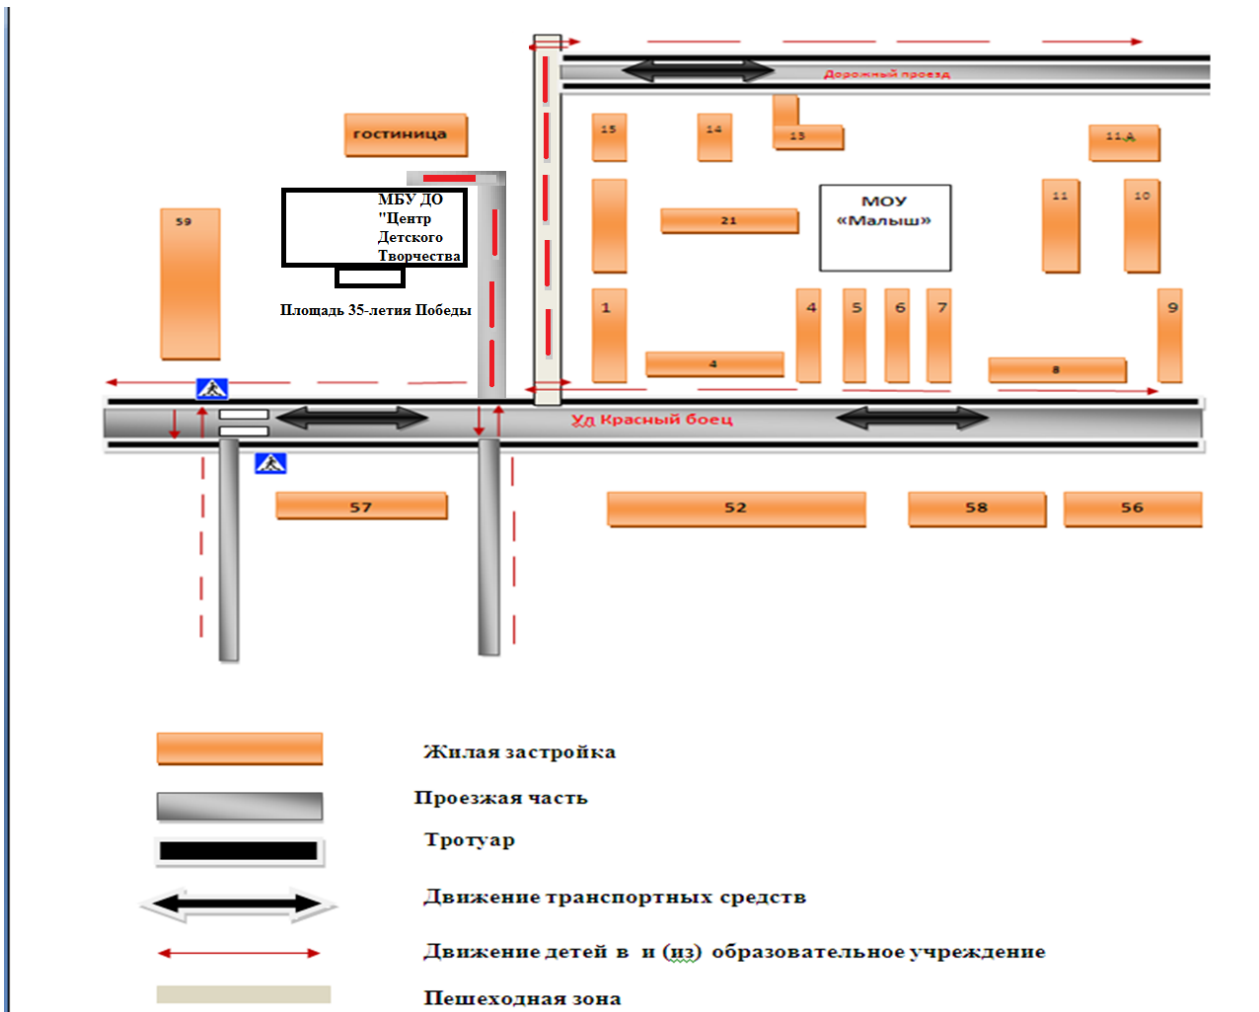 Дорожный проезд
гостиница
15
14
13
11.А
МБУ ДО
"Центр
Детского
Творчества
МОУ
«Малыш»
59
21
11
10
Площадь 35-летия Победы
1
4
5
6
7
9
4
8
Ул Красный боец
57
52
58
56
Жилая застройка
Проезжая часть
Тротуар
Движение транспортных средств
Движение детей в и (из) образовательное учреждение
Пешеходная зона